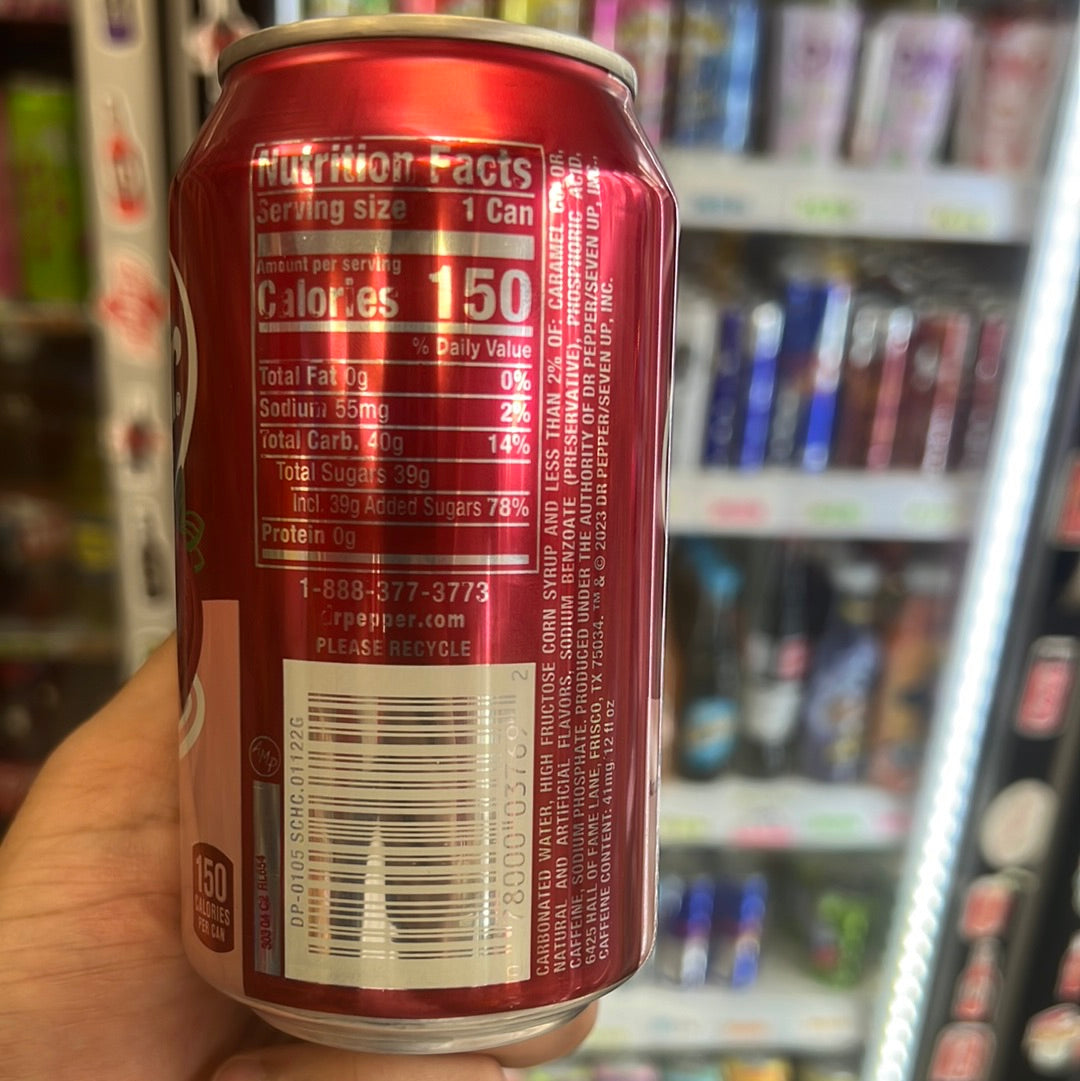 Nutrition Facts
Serving size 1 Can
Amount per serving
Calories 150
% Daily Value
Total Fat 0g 0%
Sodium 55mg 2%
Total Carb. 40g 14%
Total Sugars 39g
Incl. 39g Added Sugars 78%
Protein 0g
1-888-377-3773
drpepper.com
PLEASE RECYCLE
DP-0105 SCHC.011122G
0 78000 03769 2
150
CALORIES
PER CAN
CARBONATED WATER, HIGH FRUCTOSE CORN SYRUP AND LESS THAN 2% OF: CARAMEL COLOR,
NATURAL AND ARTIFICIAL FLAVORS, SODIUM BENZOATE (PRESERVATIVE), PHOSPHORIC ACID,
CAFFEINE, SODIUM PHOSPHATE. PRODUCED UNDER THE AUTHORITY OF DR PEPPER/SEVEN UP, INC.,
6425 HALL OF FAME LANE, FRISCO, TX 75034. ™ & © 2023 DR PEPPER/SEVEN UP, INC.
CAFFEINE CONTENT: 41mg 12 fl oz